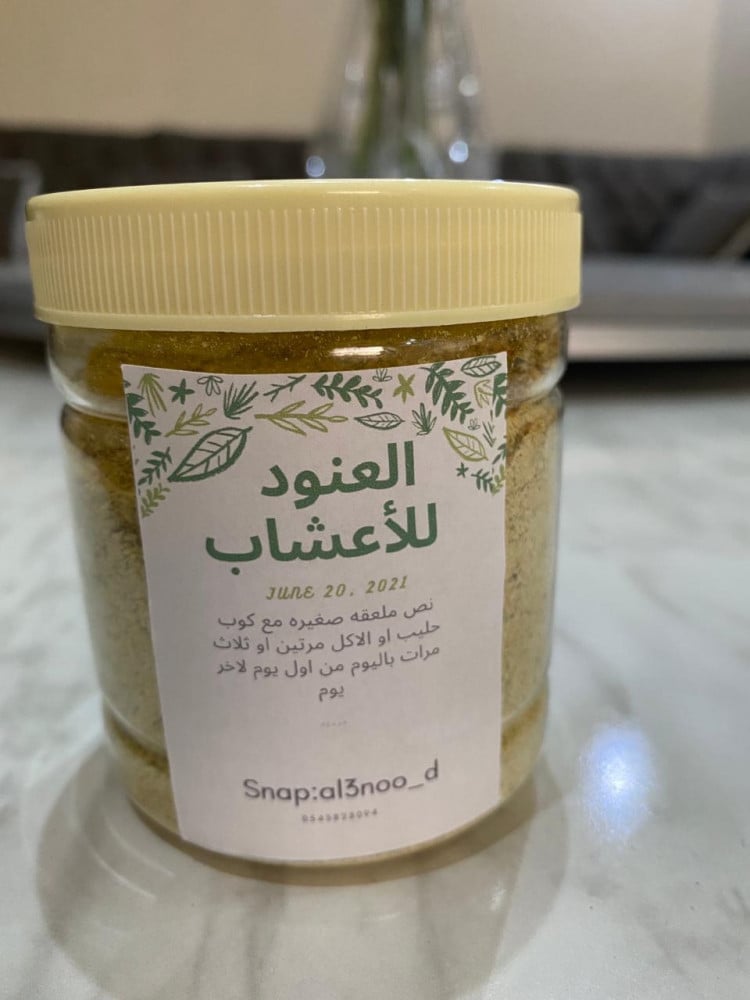 العنود
للأعشاب
JUNE 20, 2021
نص ملعقه صغيره مع كوب
حليب او الاكل مرتين او ثلاث
مرات باليوم من اول يوم لاخر
يوم
Snap:al3noo_d